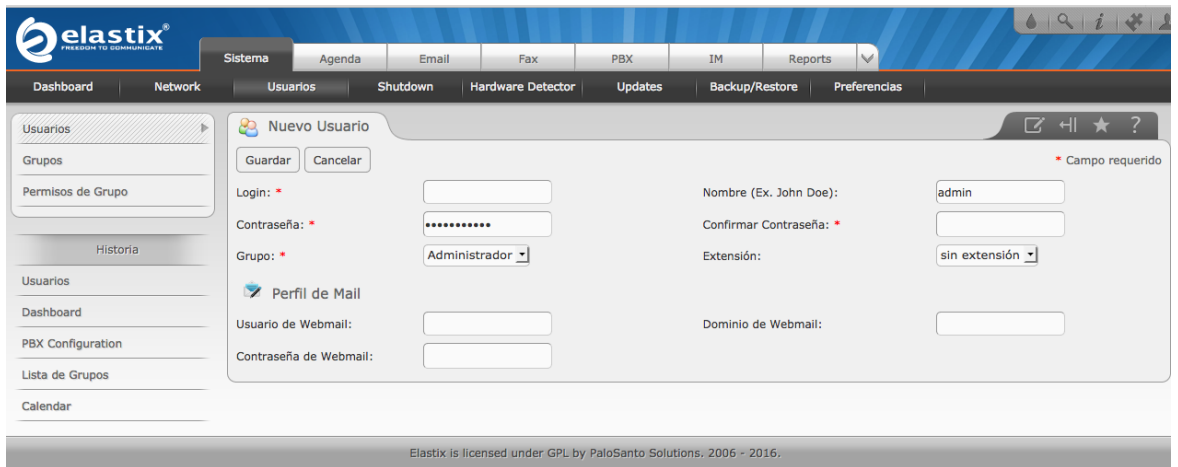 elastix®
FREEDOM TO COMMUNICATE
Sistema Agenda Email Fax PBX IM Reports
Dashboard Network Usuarios Shutdown Hardware Detector Updates Backup/Restore Preferencias
Usuarios
Grupos
Permisos de Grupo
Historia
Usuarios
Dashboard
PBX Configuration
Lista de Grupos
Calendar
Nuevo Usuario
Guardar Cancelar * Campo requerido
Login: * Nombre (Ex. John Doe): admin
Contraseña: * ••••••••••• Confirmar Contraseña: *
Grupo: * Administrador Extensión: sin extensión
Perfil de Mail
Usuario de Webmail: Dominio de Webmail:
Contraseña de Webmail:
Elastix is licensed under GPL by PaloSanto Solutions. 2006 - 2016.